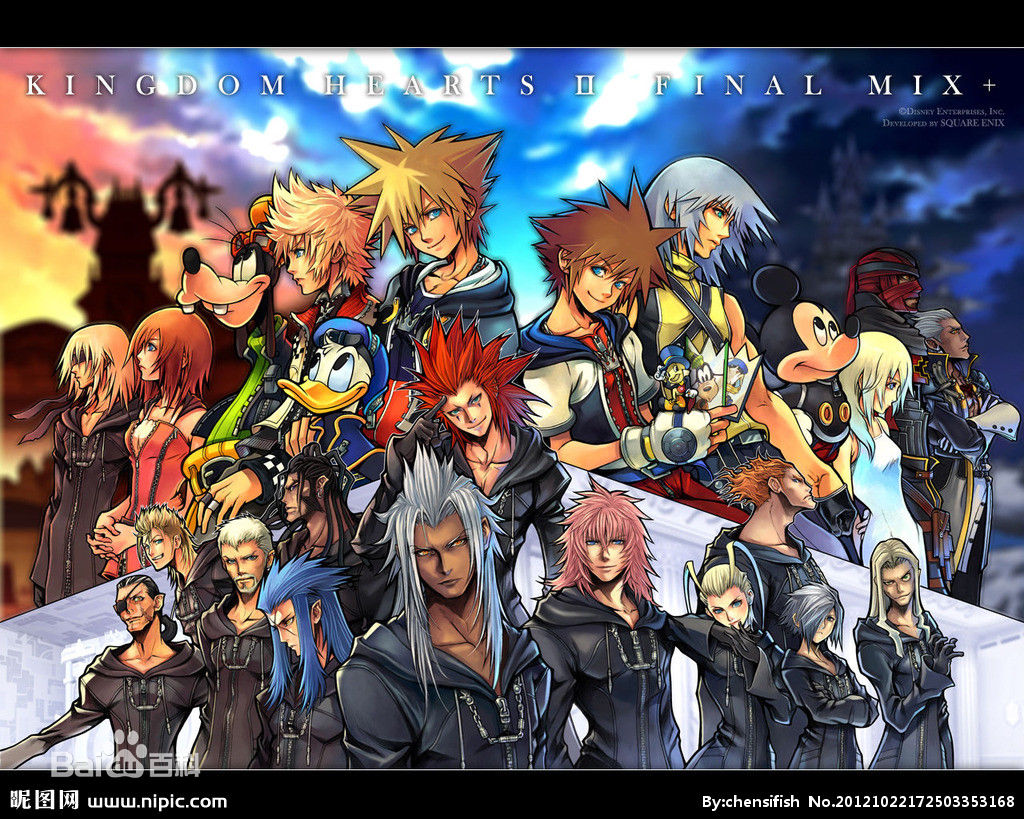 KINGDOM HEARTS II FINAL MIX+
©DISNEY ENTERPRISES, INC.
DEVELOPED BY SQUARE ENIX
Bai百科
昵图网 www.nipic.com
By:chensifish No.20121022172503353168